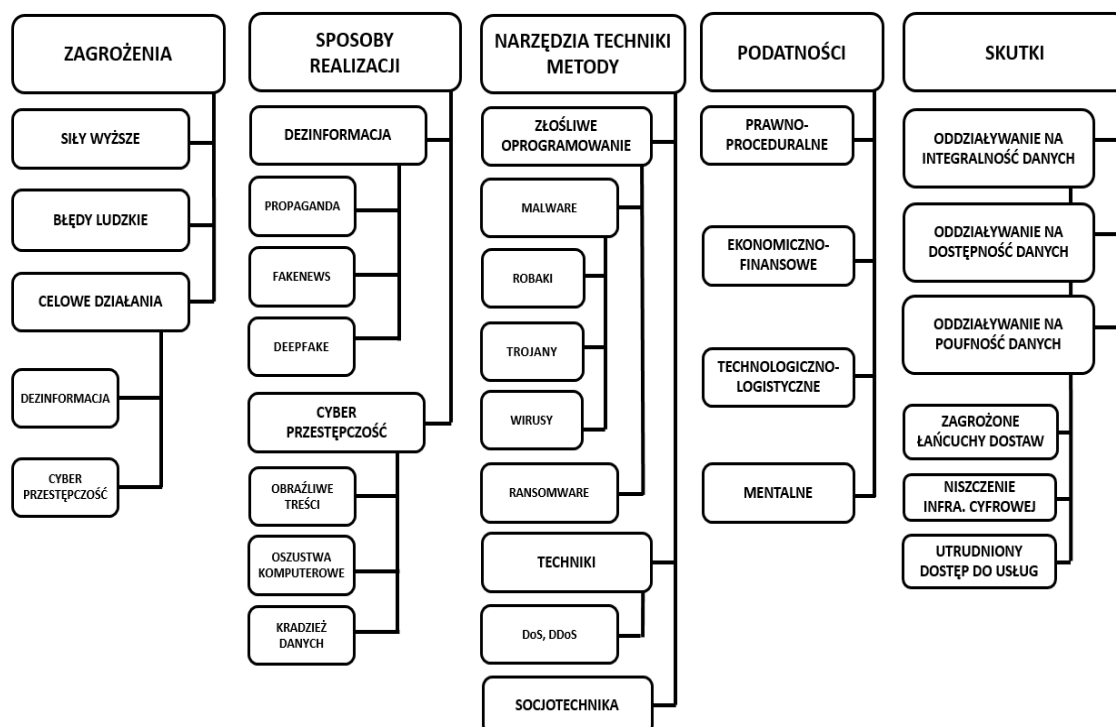 ZAGROŻENIA
SIŁY WYŻSZE
BŁĘDY LUDZKIE
CELOWE DZIAŁANIA
DEZINFORMACJA
CYBER
PRZESTĘPCZOŚĆ
SPOSOBY
REALIZACJI
DEZINFORMACJA
PROPAGANDA
FAKENEWS
DEEPFAKE
CYBER
PRZESTĘPCZOŚĆ
OBRAŹLIWE
TREŚCI
OSZUSTWA
KOMPUTEROWE
KRADZIEŻ
DANYCH
NARZĘDZIA TECHNIKI
METODY
ZŁOŚLIWE
OPROGRAMOWANIE
MALWARE
ROBAKI
TROJANY
WIRUSY
RANSOMWARE
TECHNIKI
DoS, DDoS
SOCJOTECHNIKA
PODATNOŚCI
PRAWNO-
PROCEDURALNE
EKONOMICZNO-
FINANSOWE
TECHNOLOGICZNO-
LOGISTYCZNE
MENTALNE
SKUTKI
ODDZIAŁYWANIE NA
INTEGRALNOŚĆ DANYCH
ODDZIAŁYWANIE NA
DOSTĘPNOŚĆ DANYCH
ODDZIAŁYWANIE NA
POUFNOŚĆ DANYCH
ZAGROŻONE
ŁAŃCUCHY DOSTAW
NISZCZENIE
INFRA. CYFROWEJ
UTRUDNIONY
DOSTĘP DO USŁUG